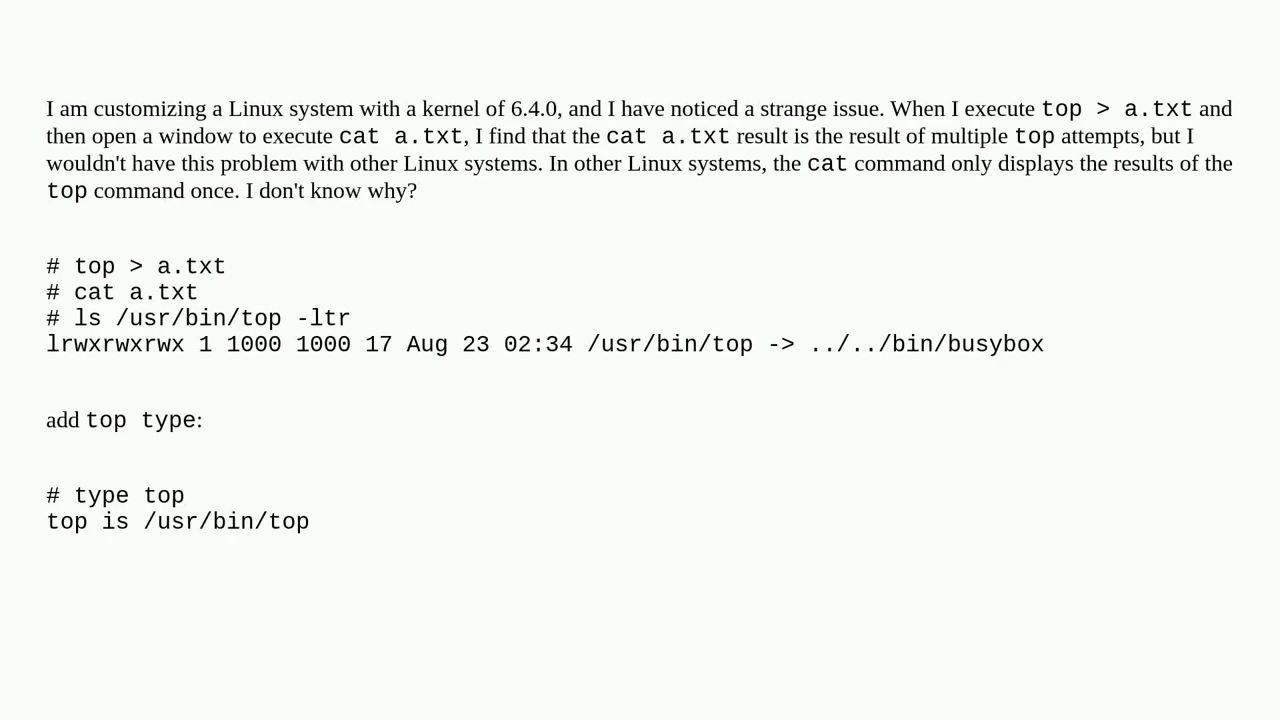 I am customizing a Linux system with a kernel of 6.4.0, and I have noticed a strange issue. When I execute top > a.txt and
then open a window to execute cat a.txt, I find that the cat a.txt result is the result of multiple top attempts, but I
wouldn't have this problem with other Linux systems. In other Linux systems, the cat command only displays the results of the
top command once. I don't know why?
# top > a.txt
# cat a.txt
# ls /usr/bin/top -ltr
lrwxrwxrwx 1 1000 1000 17 Aug 23 02:34 /usr/bin/top -> ../../bin/busybox
add top type:
# type top
top is /usr/bin/top